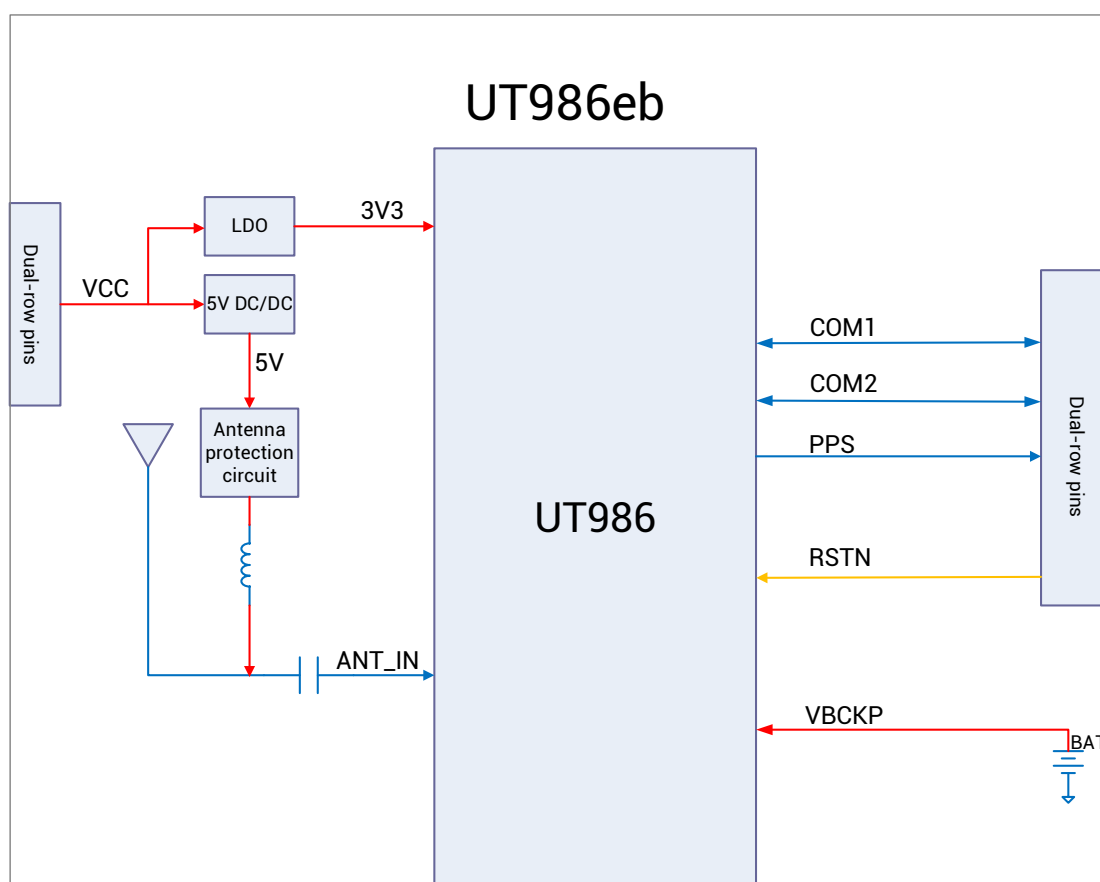 UT986eb
LDO
3V3
Dual-row pins
VCC
5V DC/DC
5V
Antenna
protection
circuit
ANT_IN
UT986
COM1
COM2
PPS
RSTN
Dual-row pins
VBCKP
BAT